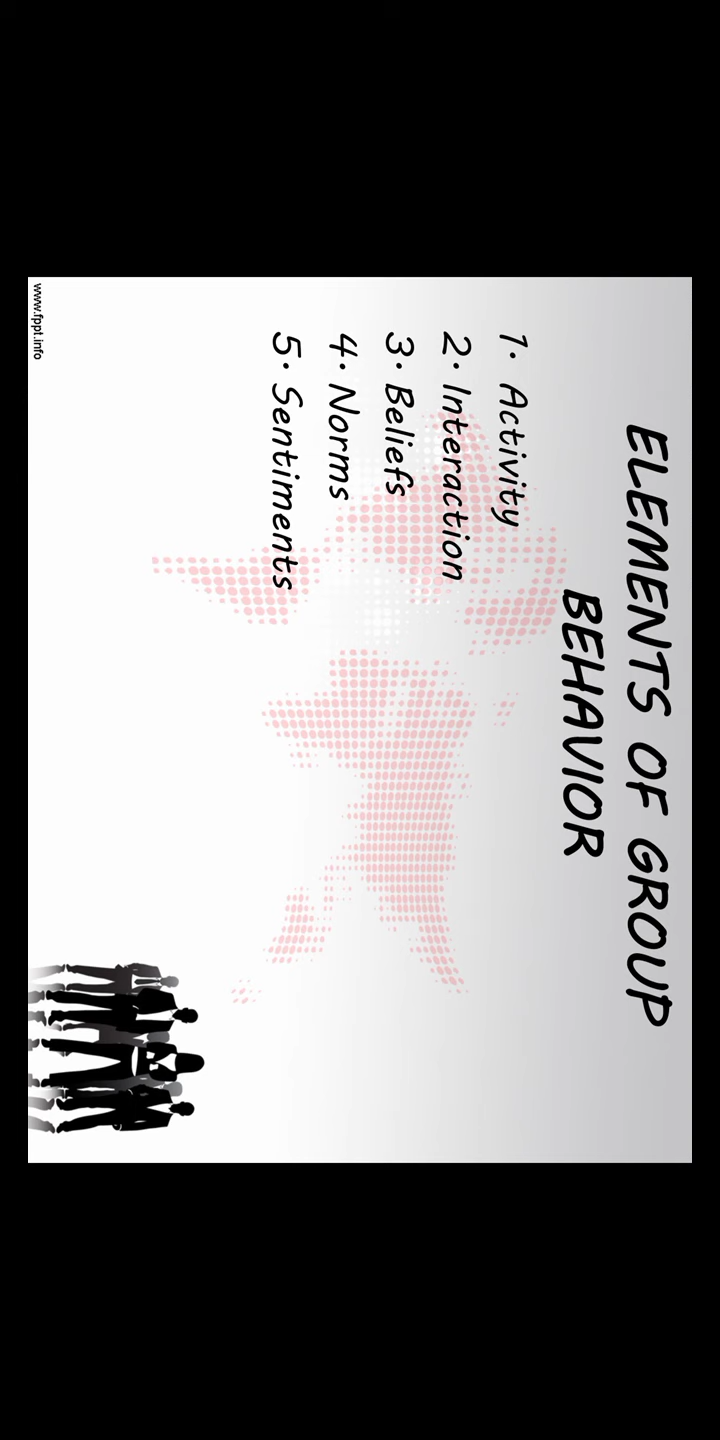 ELEMENTS OF GROUP
BEHAVIOR
1. Activity
2. Interaction
3. Beliefs
4. Norms
5. Sentiments
www.fppt.info